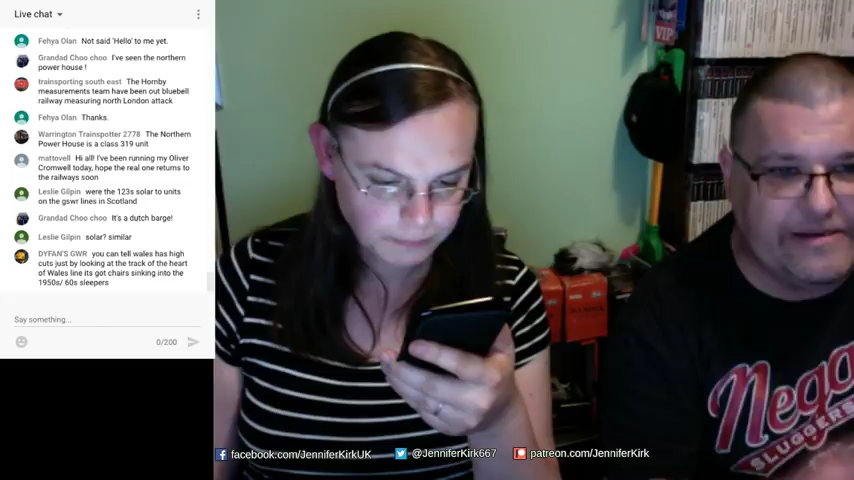 Live chat
Fehya Olan Not said 'Hello' to me yet.
Grandad Choo choo I've seen the northern
power house !
trainsporting south east The Hornby
measurements team have been out bluebell
railway measuring north London attack
Fehya Olan Thanks.
Warrington Trainspotter 2778 The Northern
Power House is a class 319 unit
mattovell Hi all! I've been running my Oliver
Cromwell today, hope the real one returns to
the railways soon
Leslie Gilpin were the 123s solar to units
on the gswr lines in Scotland
Grandad Choo choo It's a dutch barge!
Leslie Gilpin solar? similar
DYFAN'S GWR you can tell wales has high
cuts just by looking at the track of the heart
of Wales line its got chairs sinking into the
1950s/ 60s sleepers
Say something...
0/200
VIP
SLUGGERS
facebook.com/JenniferKirkUK
@JenniferKirk667
patreon.com/JenniferKirk